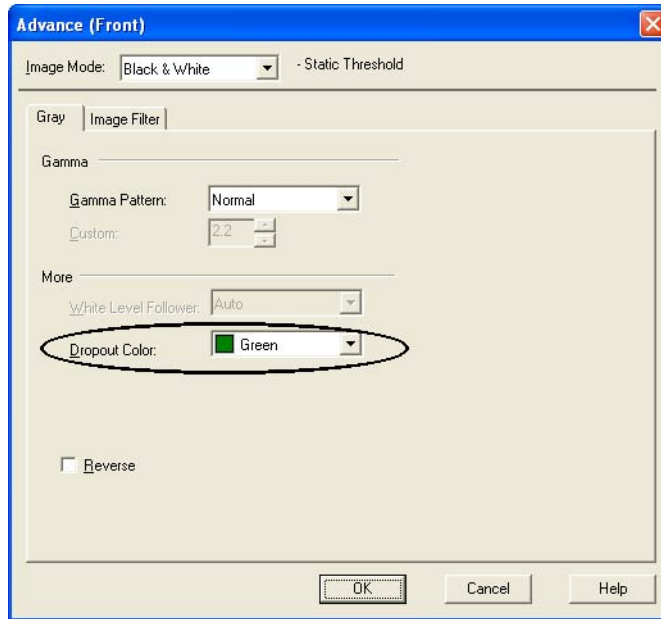 Advance (Front)
Image Mode: Black & White - Static Threshold
Gray Image Filter
Gamma
Gamma Pattern: Normal
Custom: 2.2
More
White Level Follower: Auto
Dropout Color: Green
Reverse
OK Cancel Help